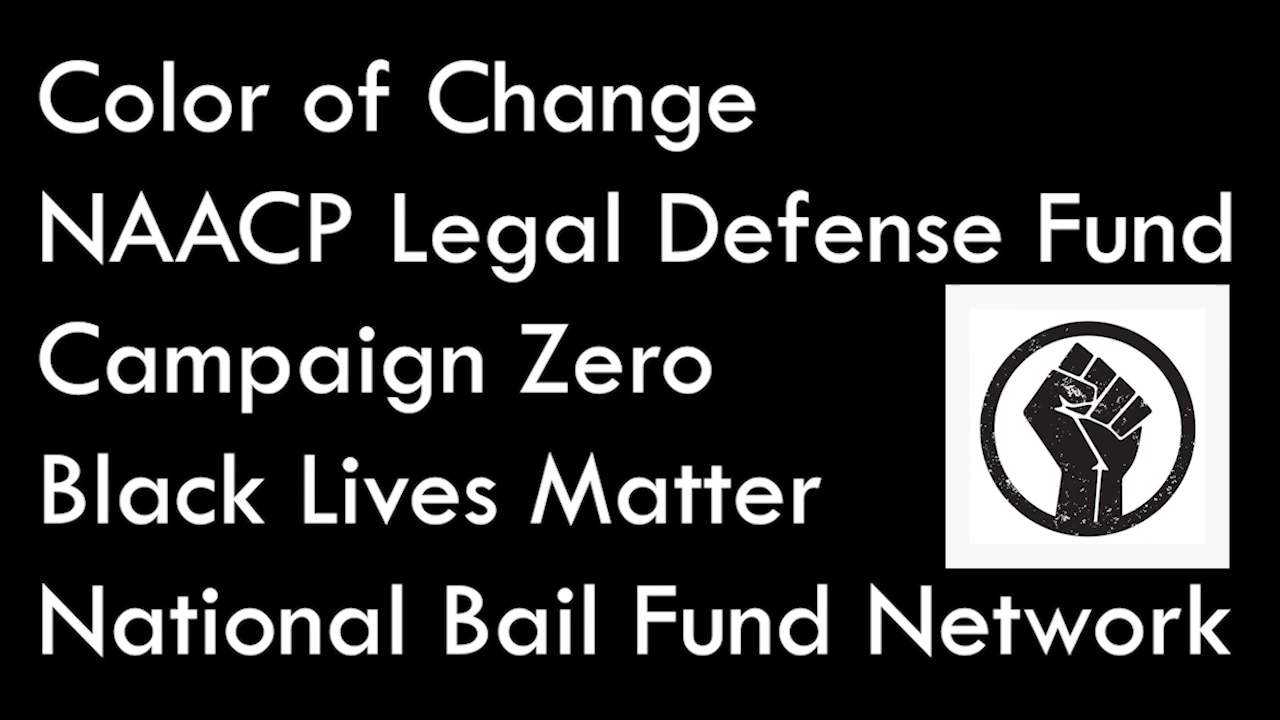 Color of Change
NAACP Legal Defense Fund
Campaign Zero
Black Lives Matter
National Bail Fund Network